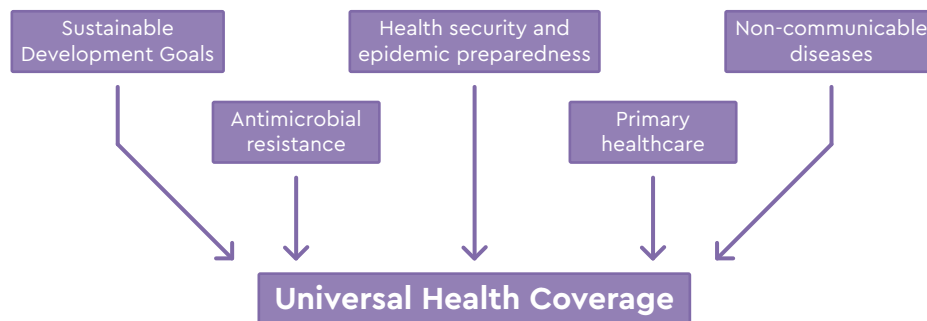 Sustainable
Development Goals
Health security and
epidemic preparedness
Non-communicable
diseases
Antimicrobial
resistance
Primary
healthcare
Universal Health Coverage